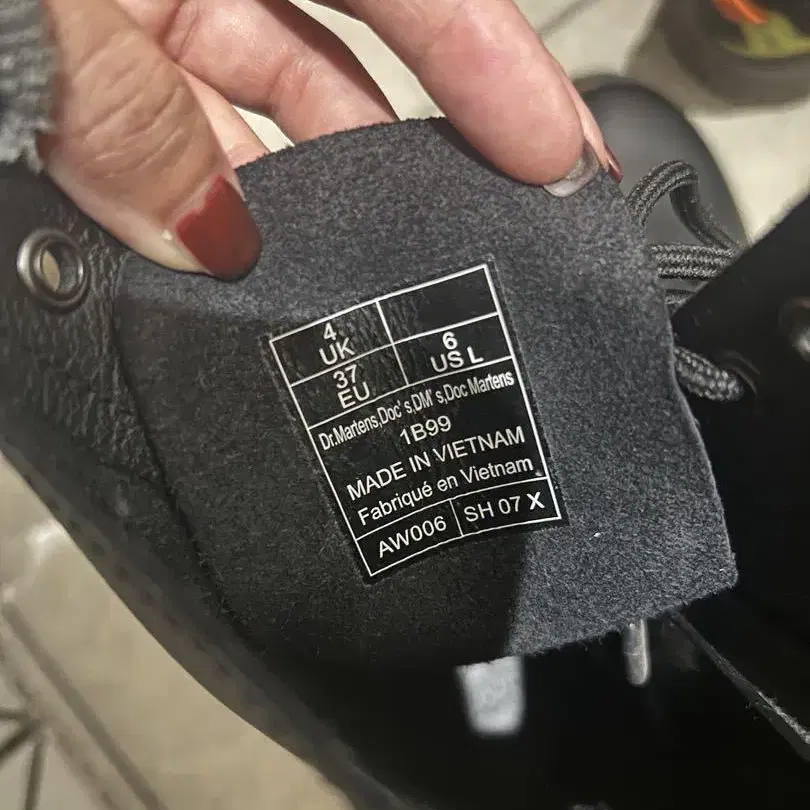 4
UK
6
US L
37
EU
Dr.Martens,Doc's,DM's,Doc Martens
1B99
MADE IN VIETNAM
Fabriqué en Vietnam
AW006
SH 07 X